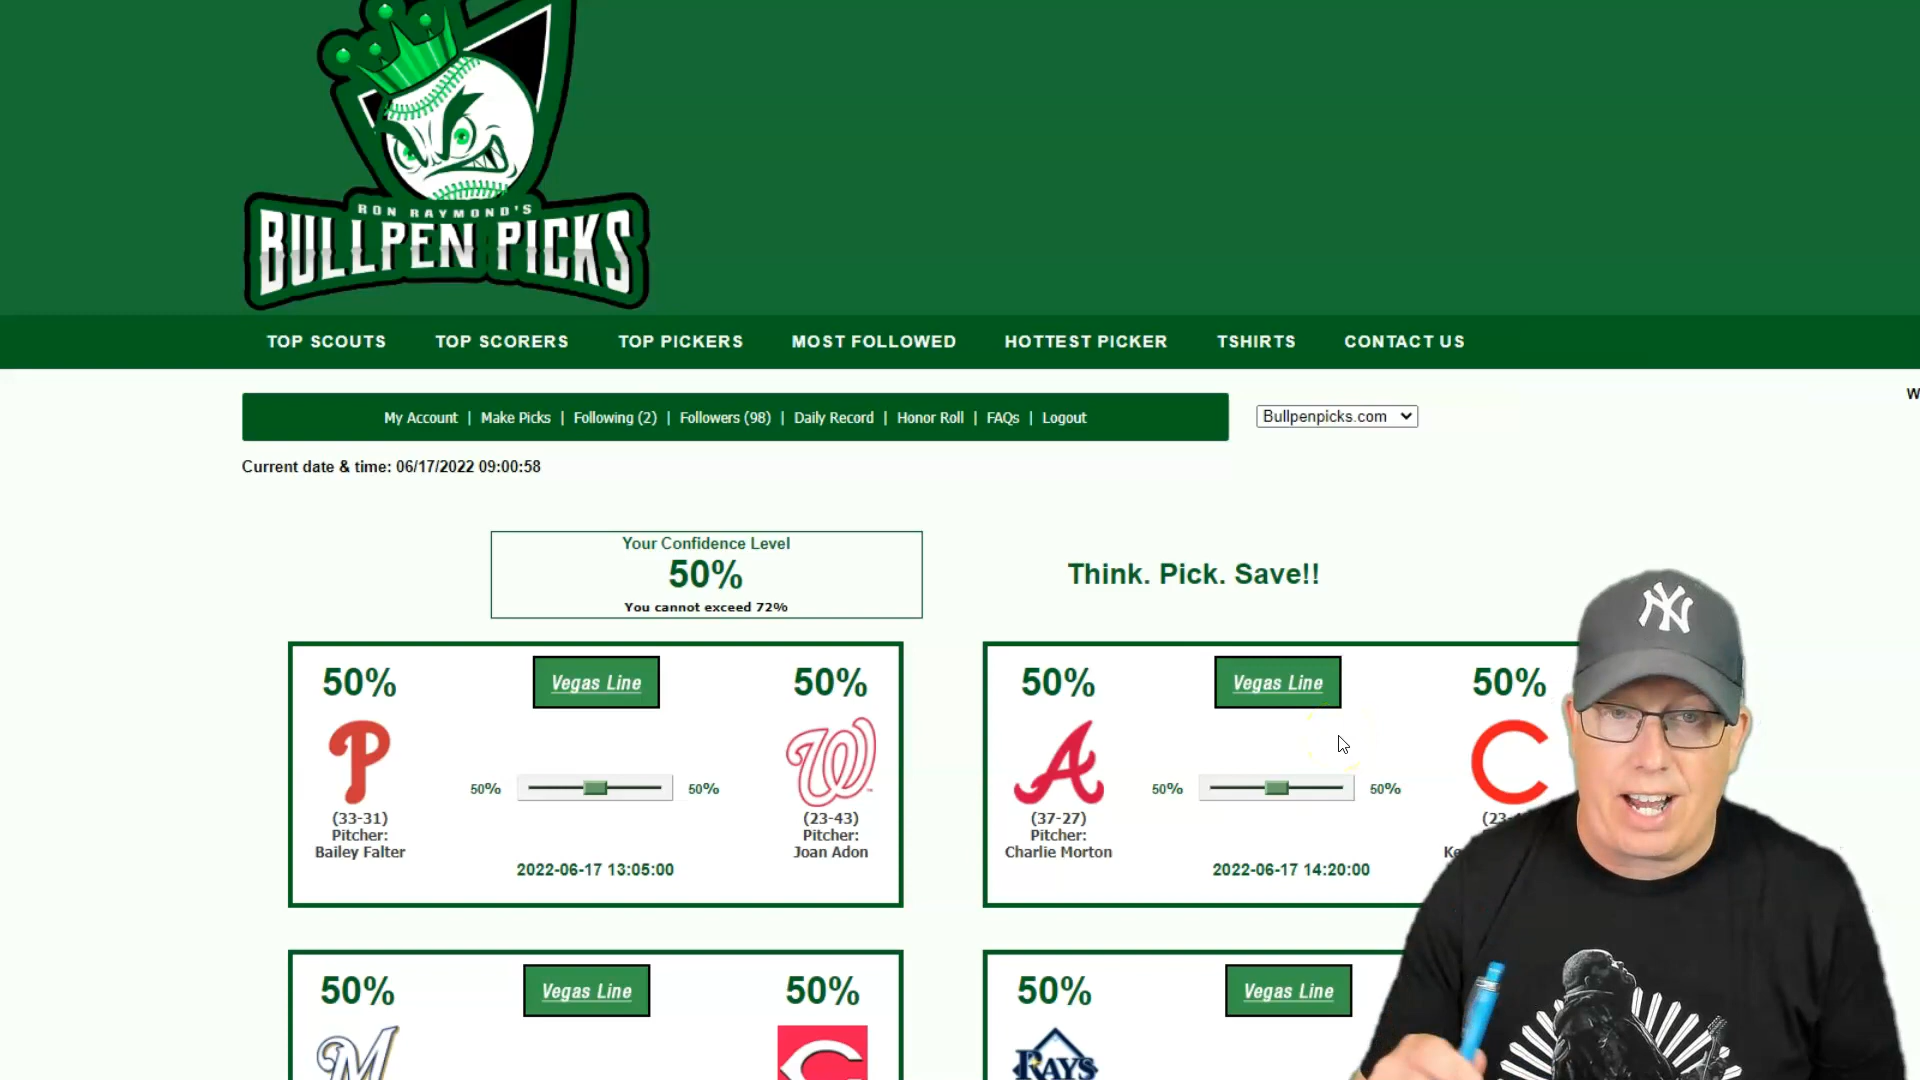 RON RAYMOND'S
BULLPEN PICKS
TOP SCOUTS TOP SCORERS TOP PICKERS MOST FOLLOWED HOTTEST PICKER TSHIRTS CONTACT US
W
My Account | Make Picks | Following (2) | Followers (98) | Daily Record | Honor Roll | FAQs | Logout
Bullpenpicks.com
Current date & time: 06/17/2022 09:00:58
Your Confidence Level
50%
You cannot exceed 72%
Think. Pick. Save!!
50% Vegas Line 50%
P W
50% 50%
(33-31) (23-43)
Pitcher: Pitcher:
Bailey Falter Joan Adon
2022-06-17 13:05:00
50% Vegas Line 50%
A C
50% 50%
(37-27) (23-
Pitcher:
Charlie Morton Ke
2022-06-17 14:20:00
50% Vegas Line 50%
M C
50% Vegas Line
RAYS
NY